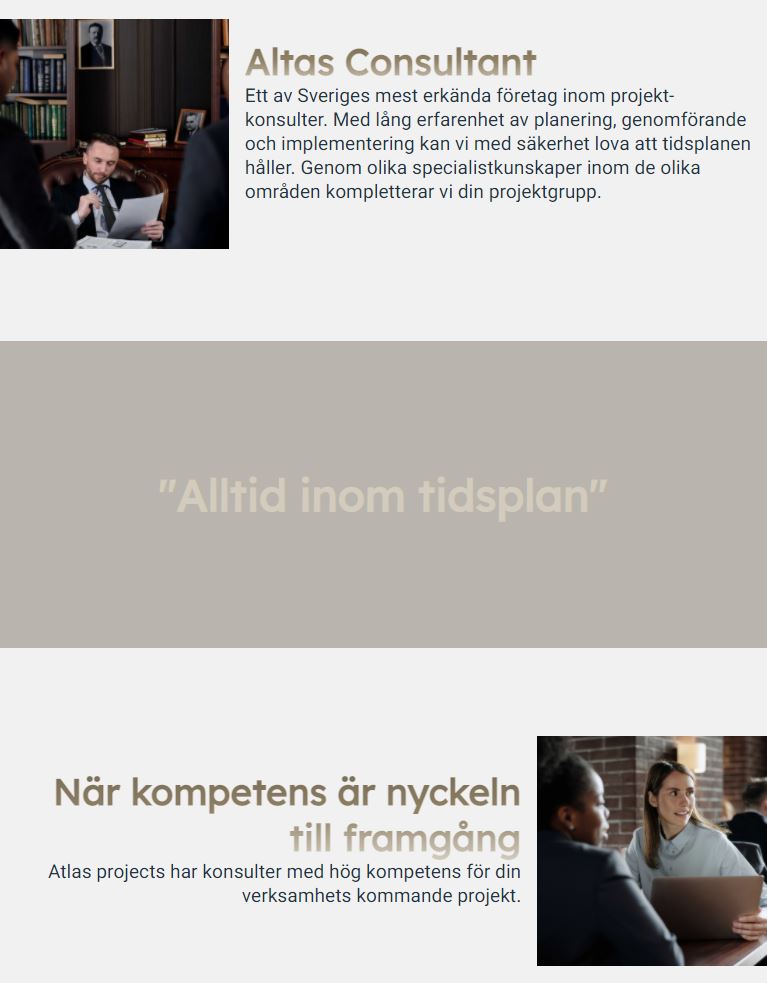 Altas Consultant
Ett av Sveriges mest erkända företag inom projekt-
konsulter. Med lång erfarenhet av planering, genomförande
och implementering kan vi med säkerhet lova att tidsplanen
håller. Genom olika specialistkunskaper inom de olika
områden kompletterar vi din projektgrupp.
"Alltid inom tidsplan"
När kompetens är nyckeln
till framgång
Atlas projects har konsulter med hög kompetens för din
verksamhets kommande projekt.